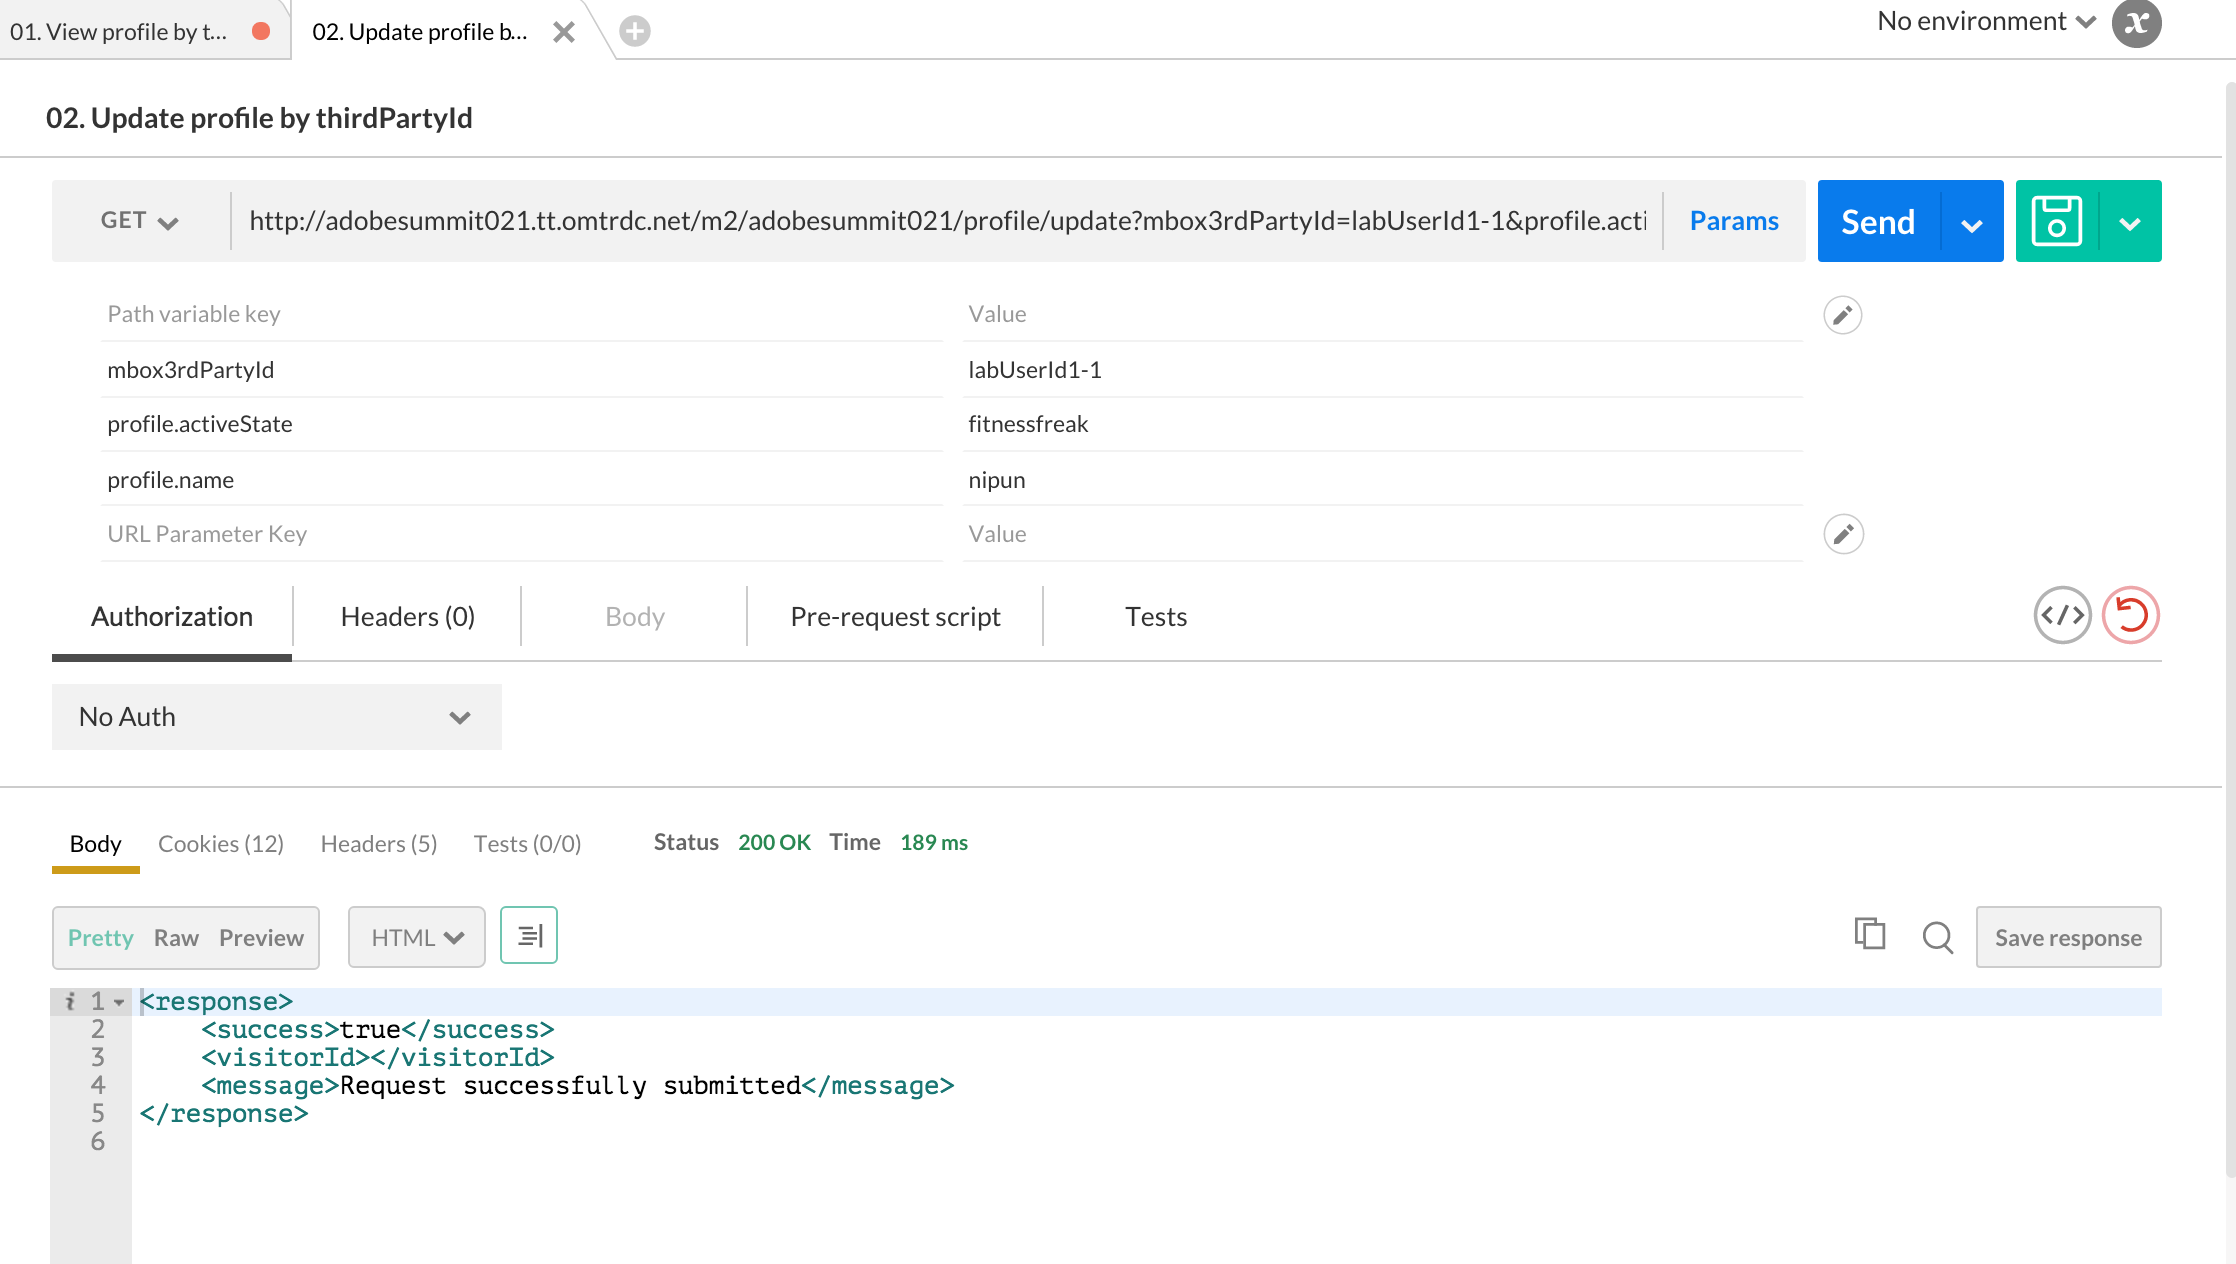 01. View profile by t...
02. Update profile b...
No environment
02. Update profile by thirdPartyId
GET
http://adobesummit021.tt.omtrdc.net/m2/adobesummit021/profile/update?mbox3rdPartyId=labUserId1-1&profile.acti
Params
Send
Path variable key
Value
mbox3rdPartyId
labUserId1-1
profile.activeState
fitnessfreak
profile.name
nipun
URL Parameter Key
Value
Authorization
Headers (0)
Body
Pre-request script
Tests
No Auth
Body
Cookies (12)
Headers (5)
Tests (0/0)
Status 200 OK Time 189 ms
Pretty Raw Preview
HTML
Save response
i 1 <response>
2 <success>true</success>
3 <visitorId></visitorId>
4 <message>Request successfully submitted</message>
5 </response>
6